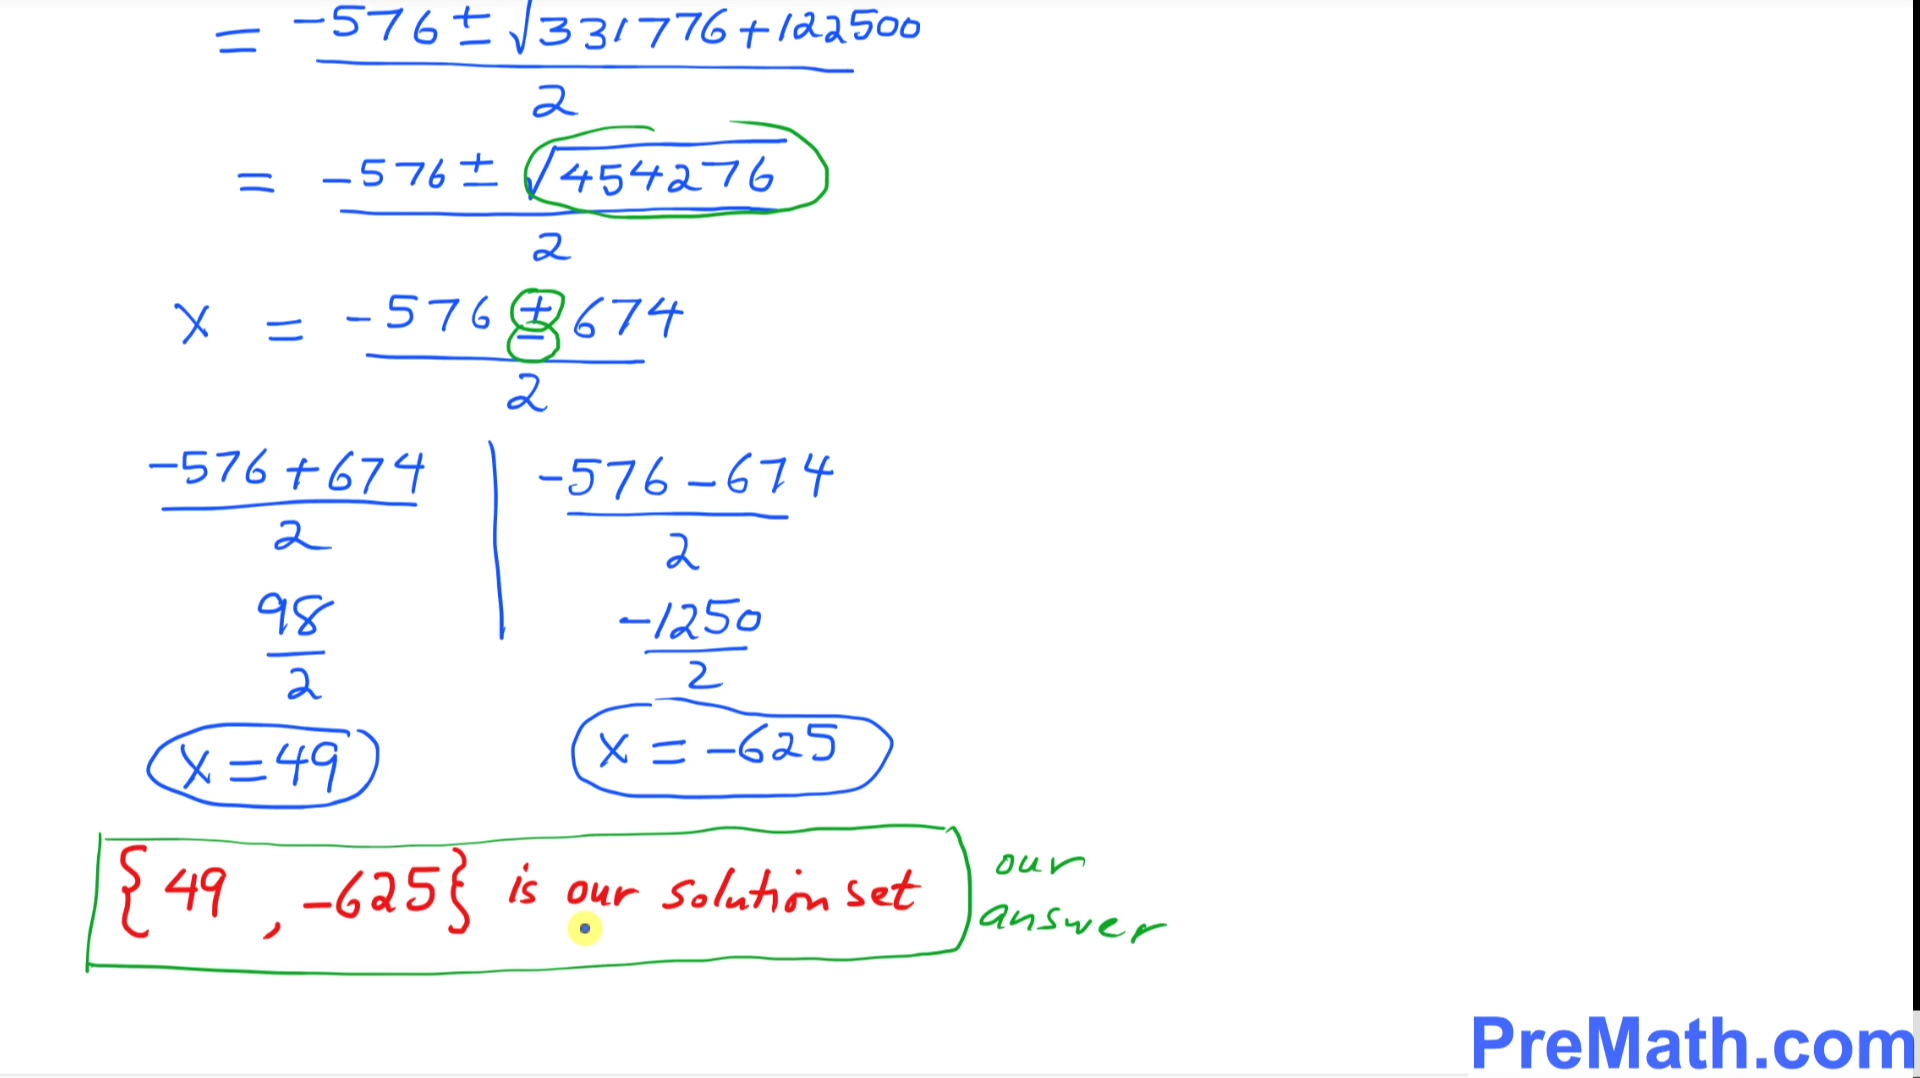 = -576 ± √331776+122500
2
= -576 ± √454276
2
x = -576 ± 674
2
-576 + 674
2
98
2
x = 49
-576 - 674
2
-1250
2
x = -625
{49 , -625} is our solution set
our
answer
PreMath.com